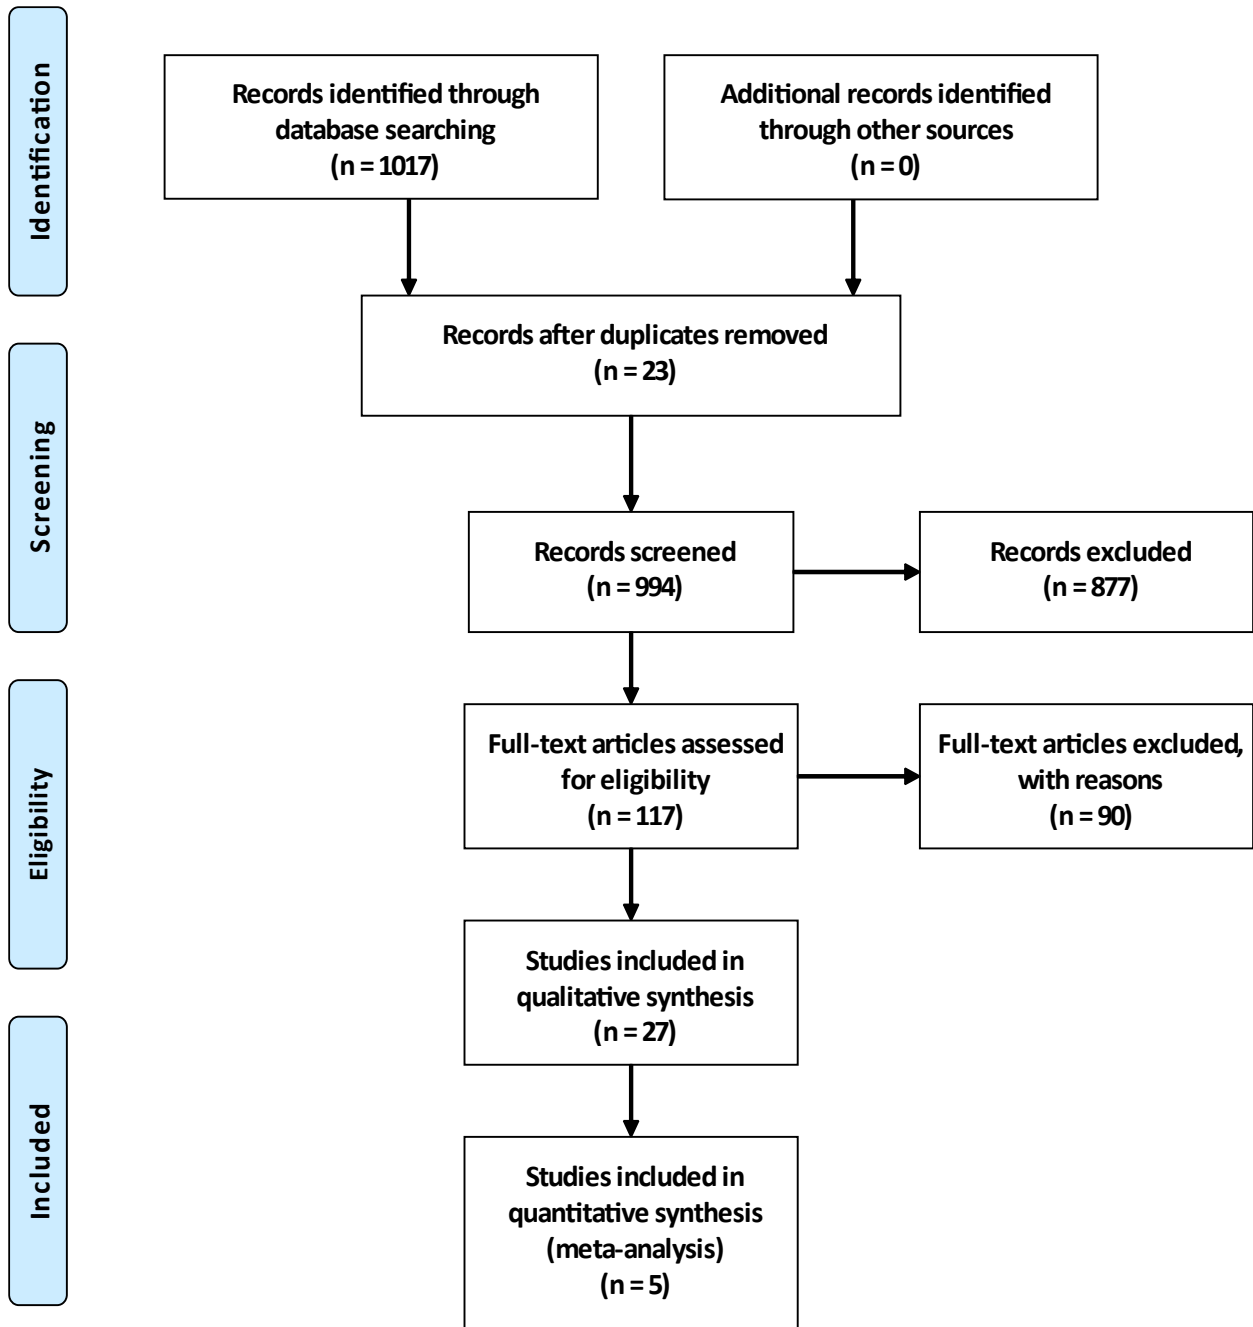 Identification
Records identified through
database searching
(n = 1017)
Additional records identified
through other sources
(n = 0)
Records after duplicates removed
(n = 23)
Screening
Records screened
(n = 994)
Records excluded
(n = 877)
Eligibility
Full-text articles assessed
for eligibility
(n = 117)
Full-text articles excluded,
with reasons
(n = 90)
Studies included in
qualitative synthesis
(n = 27)
Included
Studies included in
quantitative synthesis
(meta-analysis)
(n = 5)